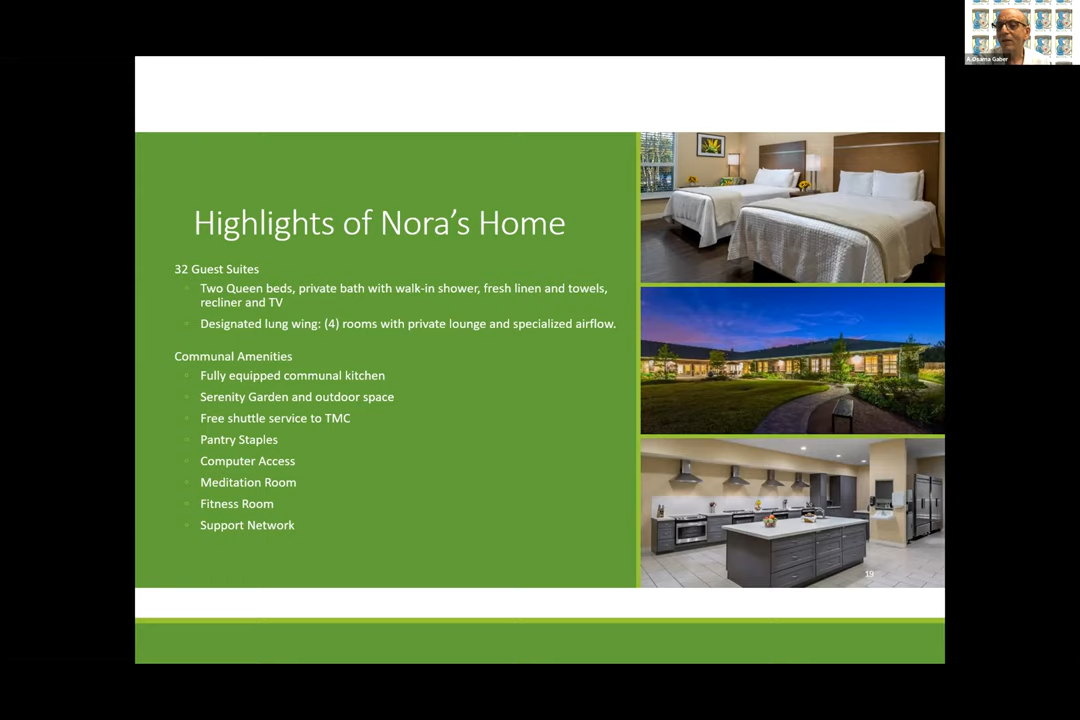 A.Osama Gaber
Highlights of Nora's Home
32 Guest Suites
Two Queen beds, private bath with walk-in shower, fresh linen and towels,
recliner and TV
Designated lung wing: (4) rooms with private lounge and specialized airflow.
Communal Amenities
Fully equipped communal kitchen
Serenity Garden and outdoor space
Free shuttle service to TMC
Pantry Staples
Computer Access
Meditation Room
Fitness Room
Support Network
19